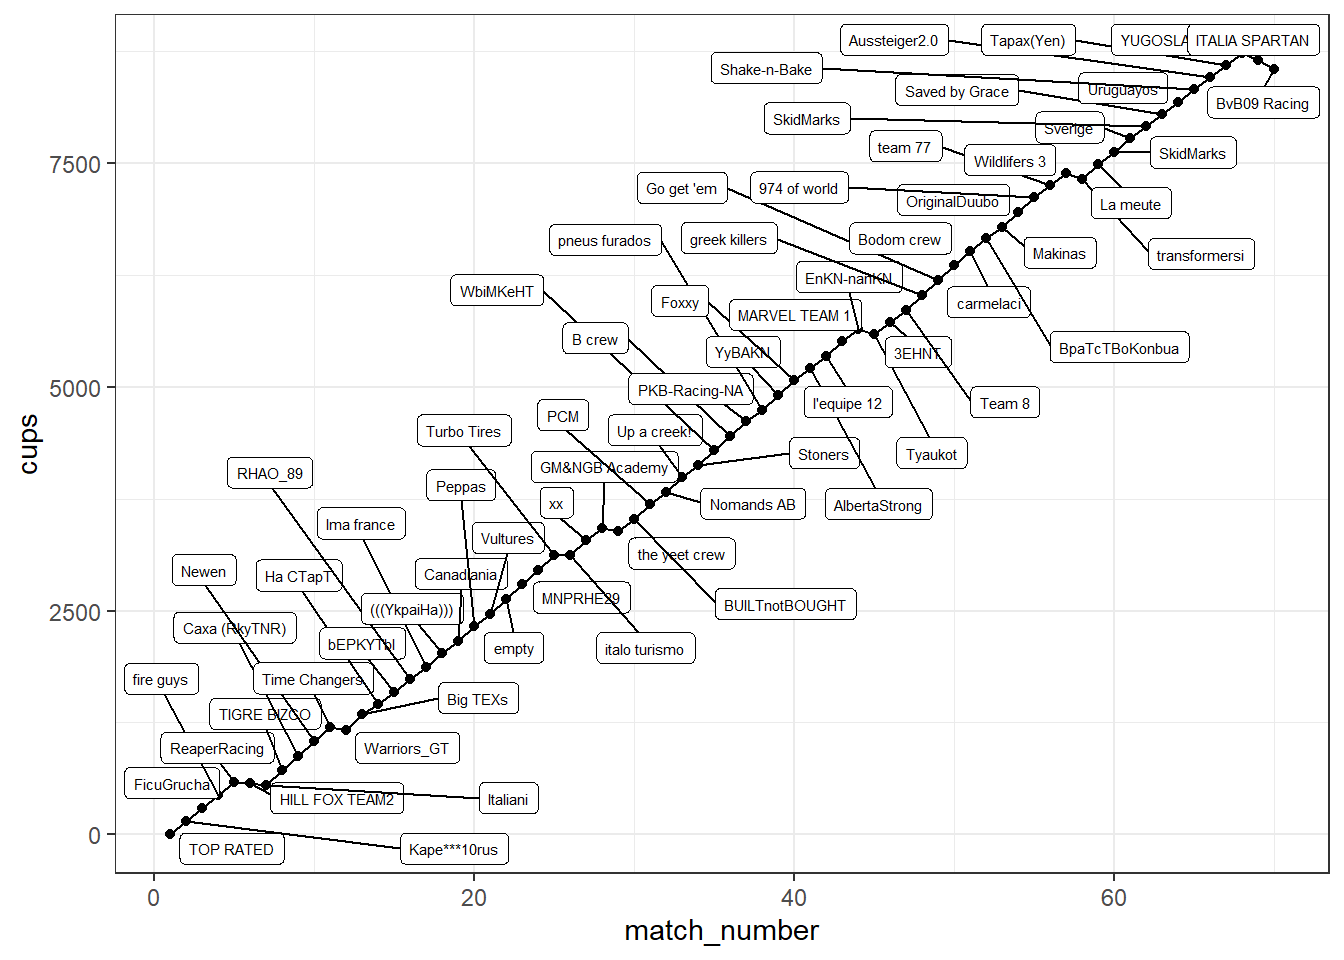 Aussteiger2.0
Tapax(Yen)
YUGOSLA
ITALIA SPARTAN
Shake-n-Bake
Saved by Grace
Uruguayos
BvB09 Racing
SkidMarks
Sverige
team 77
Wildlifers 3
SkidMarks
7500
Go get 'em
974 of world
OriginalDuubo
La meute
pneus furados
greek killers
Bodom crew
Makinas
transformersi
EnKN-nanKN
WbiMKeHT
Foxxy
MARVEL TEAM 1
carmelaci
B crew
YyBAKN
3EHNT
BpaTcTBoKonbua
5000
PKB-Racing-NA
l'equipe 12
Team 8
PCM
Turbo Tires
Up a creek!
cups
Stoners
Tyaukot
RHAO_89
GM&NGB Academy
Peppas
xx
Nomands AB
AlbertaStrong
Ima france
Vultures
the yeet crew
Newen
Ha CTapT
Canadiania
2500
(((YkpaiHa)))
MNPRHE29
BUILTnotBOUGHT
Caxa (RkyTNR)
bEPKYTbI
empty
italo turismo
fire guys
Time Changers
Big TEXs
TIGRE BIZCO
ReaperRacing
Warriors_GT
FicuGrucha
HILL FOX TEAM2
Italiani
0
TOP RATED
Kape***10rus
0
20
40
60
match_number